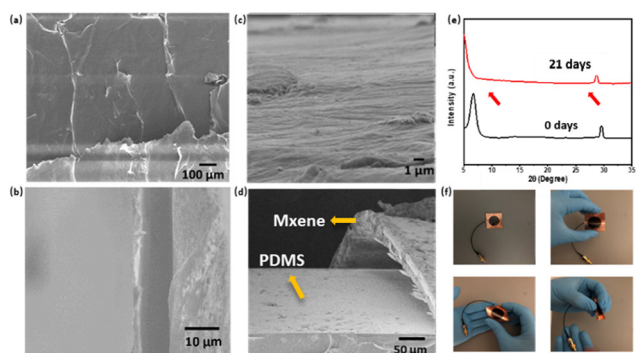 (a)
100 µm
(b)
10 µm
(c)
1 µm
(d)
Mxene
PDMS
50 µm
(e)
Intensity (a.u.)
21 days
0 days
5 10 15 20 25 30 35
2θ (Degree)
(f)